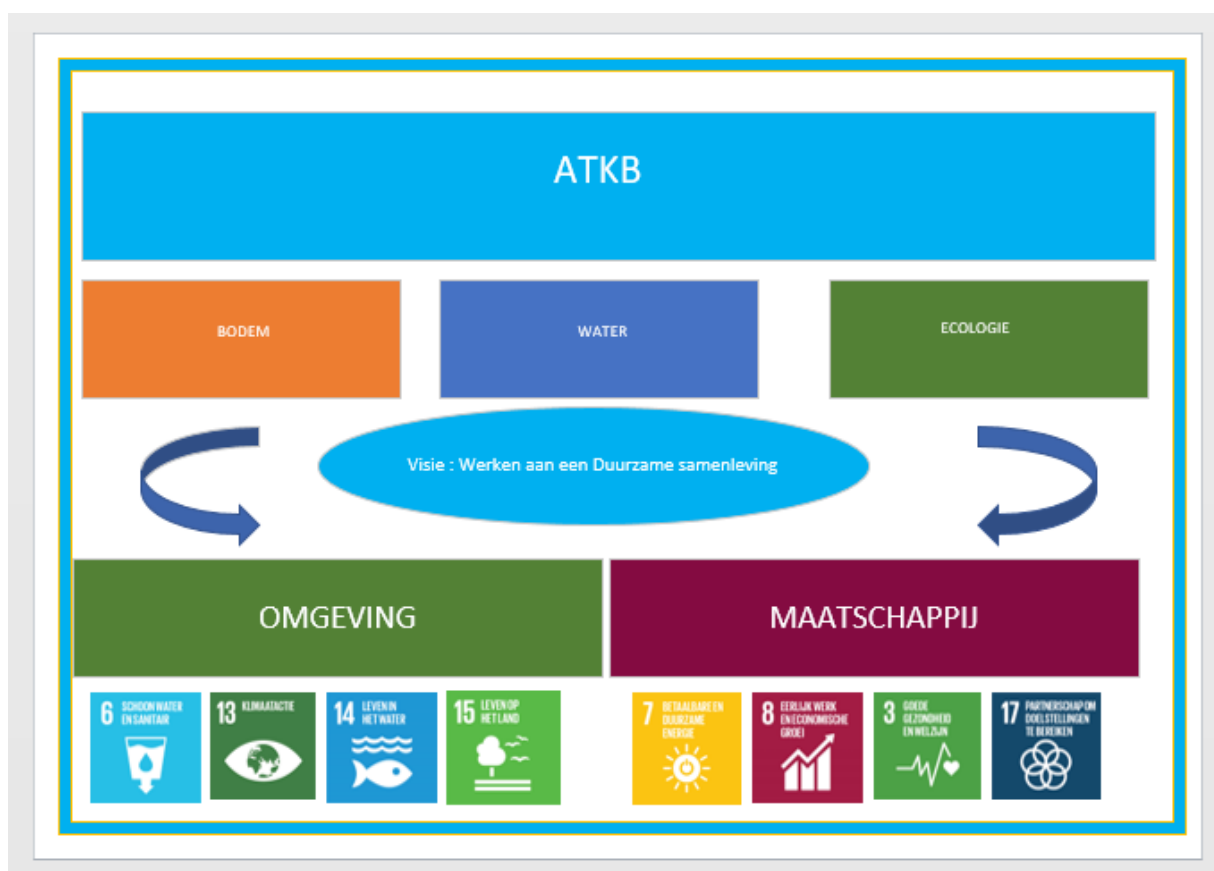 ATKB
BODEM
WATER
ECOLOGIE
Visie : Werken aan een Duurzame samenleving
OMGEVING
MAATSCHAPPIJ
6 SCHOON WATER
EN SANITAIR
13 KLIMAATACTIE
14 LEVEN IN
HET WATER
15 LEVEN OP
HET LAND
7 BETAALBARE EN
DUURZAME
ENERGIE
8 EERLIJK WERK
EN ECONOMISCHE
GROEI
3 GOEDE
GEZONDHEID
EN WELZIJN
17 PARTNERSCHAP OM
DOELSTELLINGEN
TE BEREIKEN